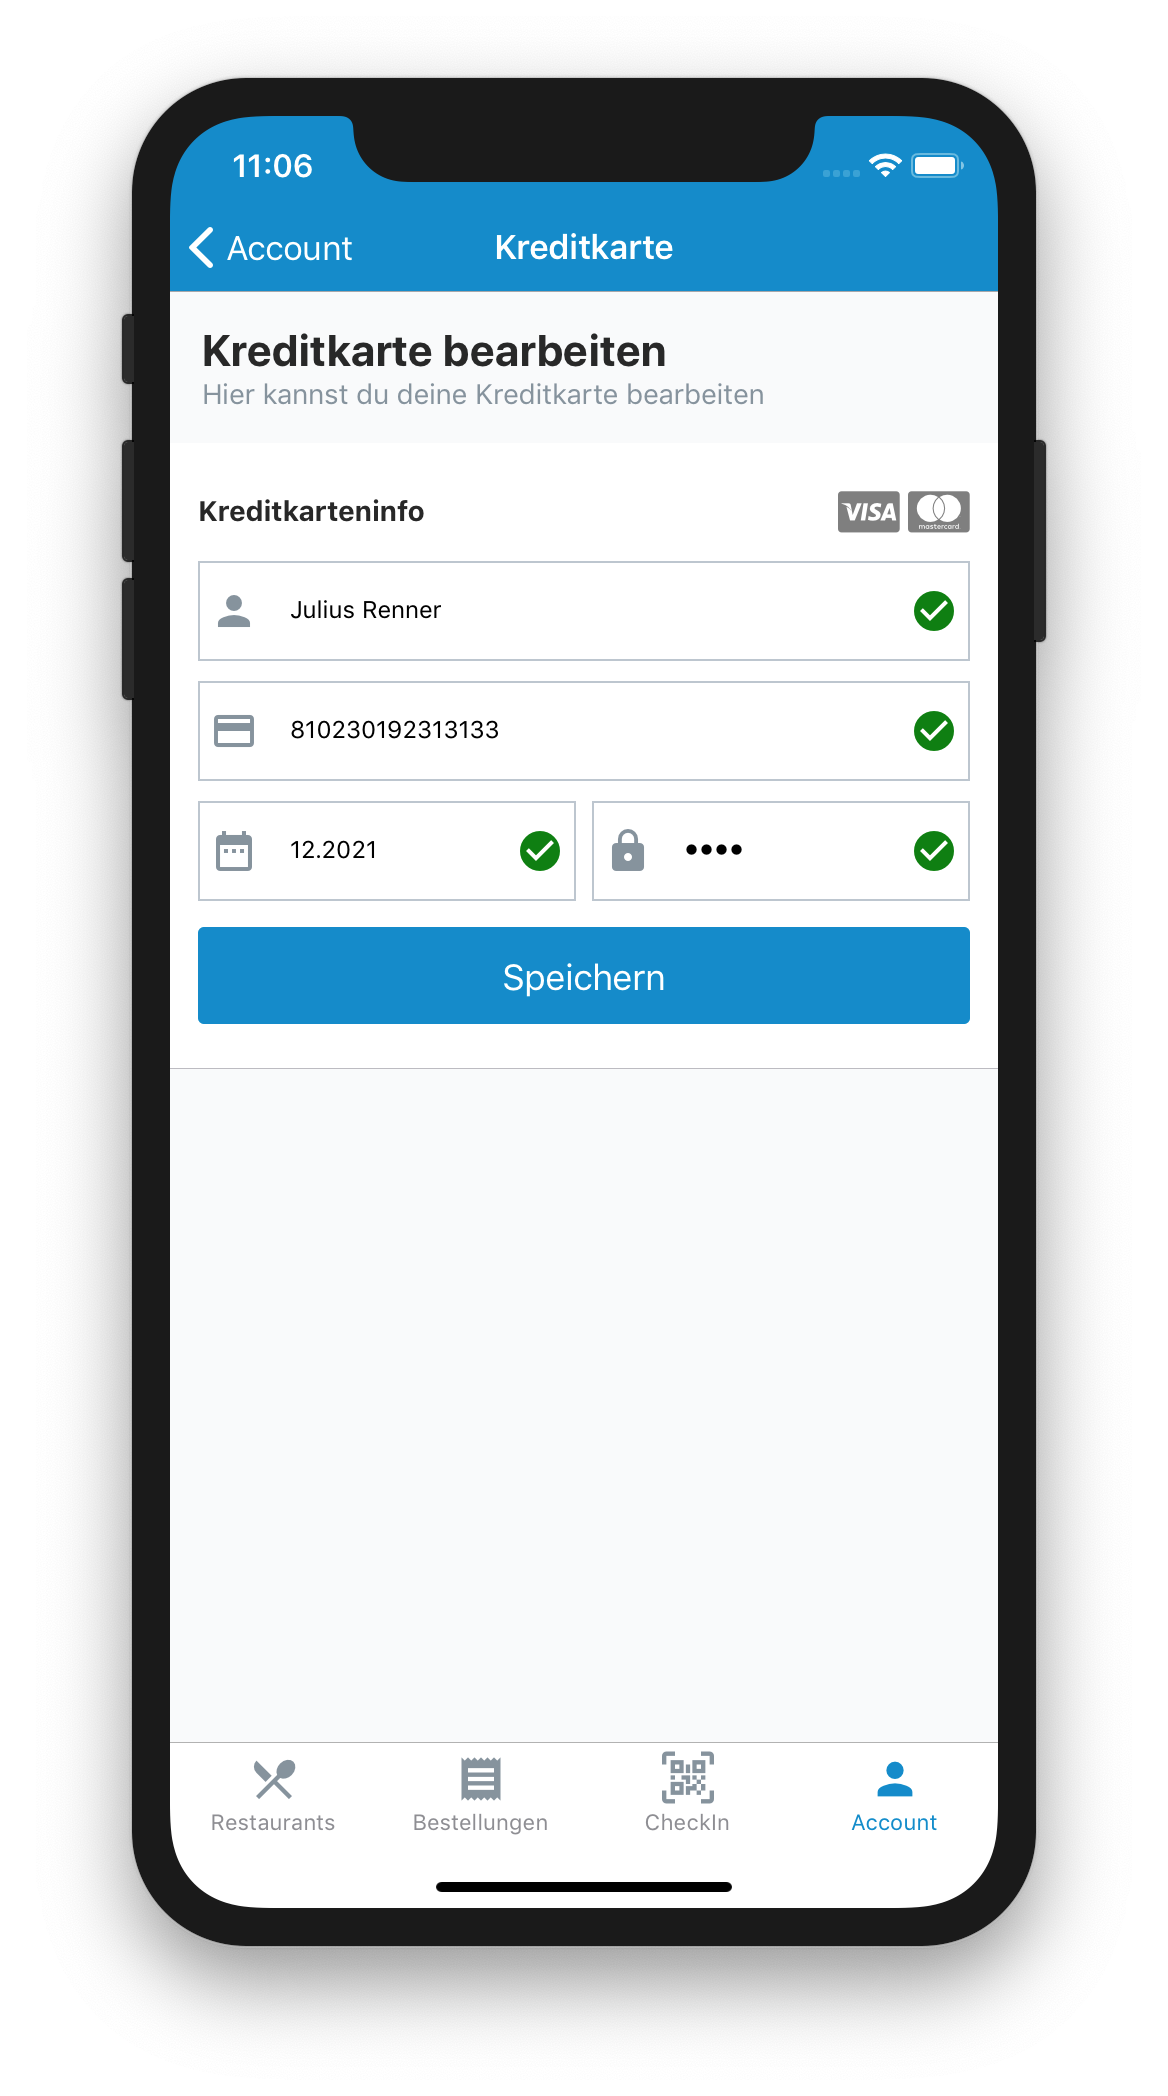 11:06
Account
Kreditkarte
Kreditkarte bearbeiten
Hier kannst du deine Kreditkarte bearbeiten
Kreditkarteninfo
VISA
mastercard
Julius Renner
810230192313133
12.2021
••••
Speichern
Restaurants
Bestellungen
CheckIn
Account